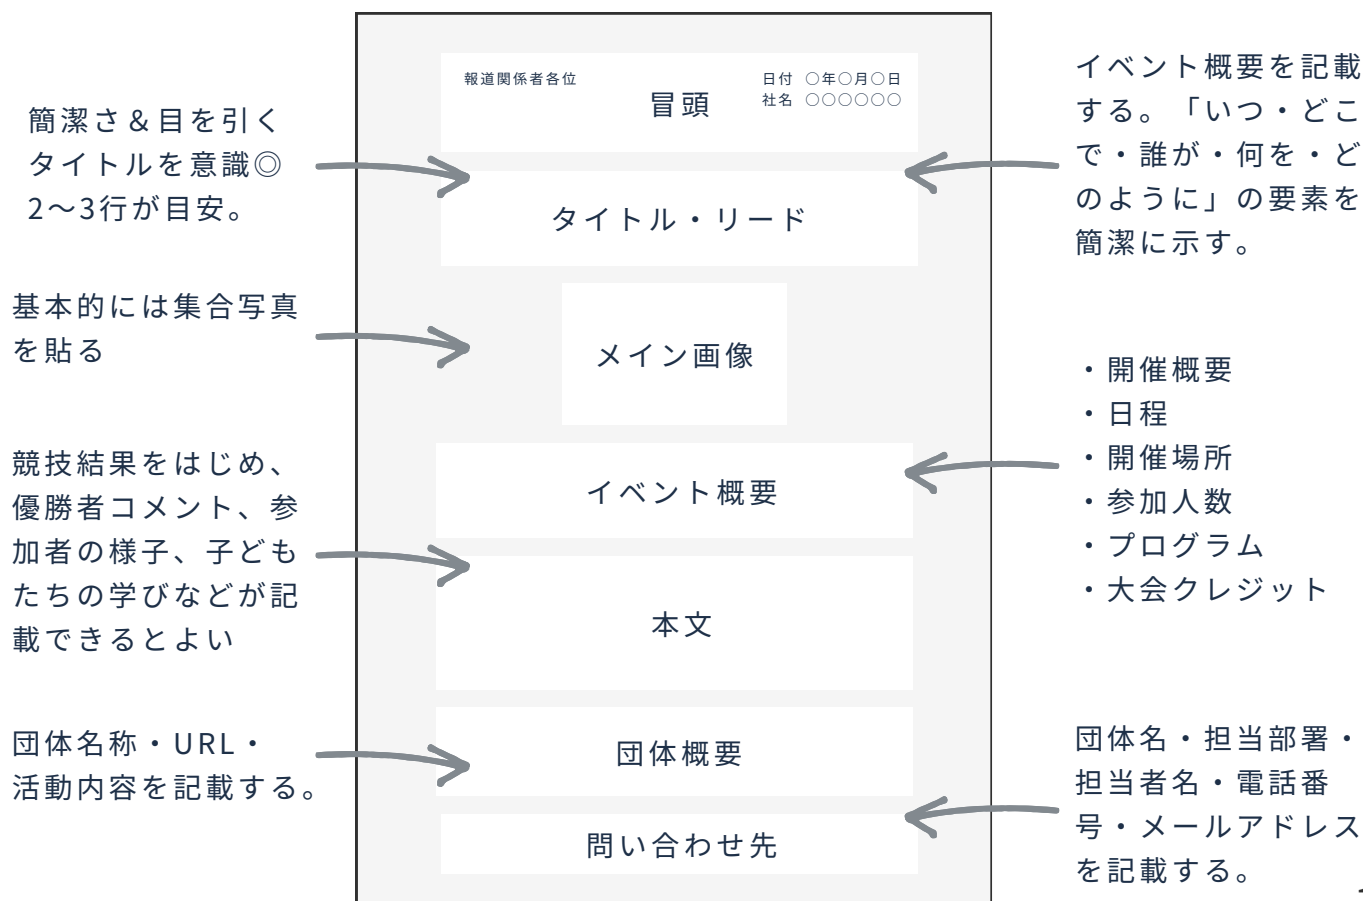 報道関係者各位
日付 〇年〇月〇日
社名 〇〇〇〇〇〇
冒頭
簡潔さ＆目を引く
タイトルを意識◎
2〜3行が目安。
イベント概要を記載
する。「いつ・どこ
で・誰が・何を・ど
のように」の要素を
簡潔に示す。
タイトル・リード
基本的には集合写真
を貼る
メイン画像
・開催概要
・日程
・開催場所
・参加人数
・プログラム
・大会クレジット
イベント概要
競技結果をはじめ、
優勝者コメント、参
加者の様子、子ども
たちの学びなどが記
載できるとよい
本文
団体名称・URL・
活動内容を記載する。
団体概要
団体名・担当部署・
担当者名・電話番
号・メールアドレス
を記載する。
問い合わせ先